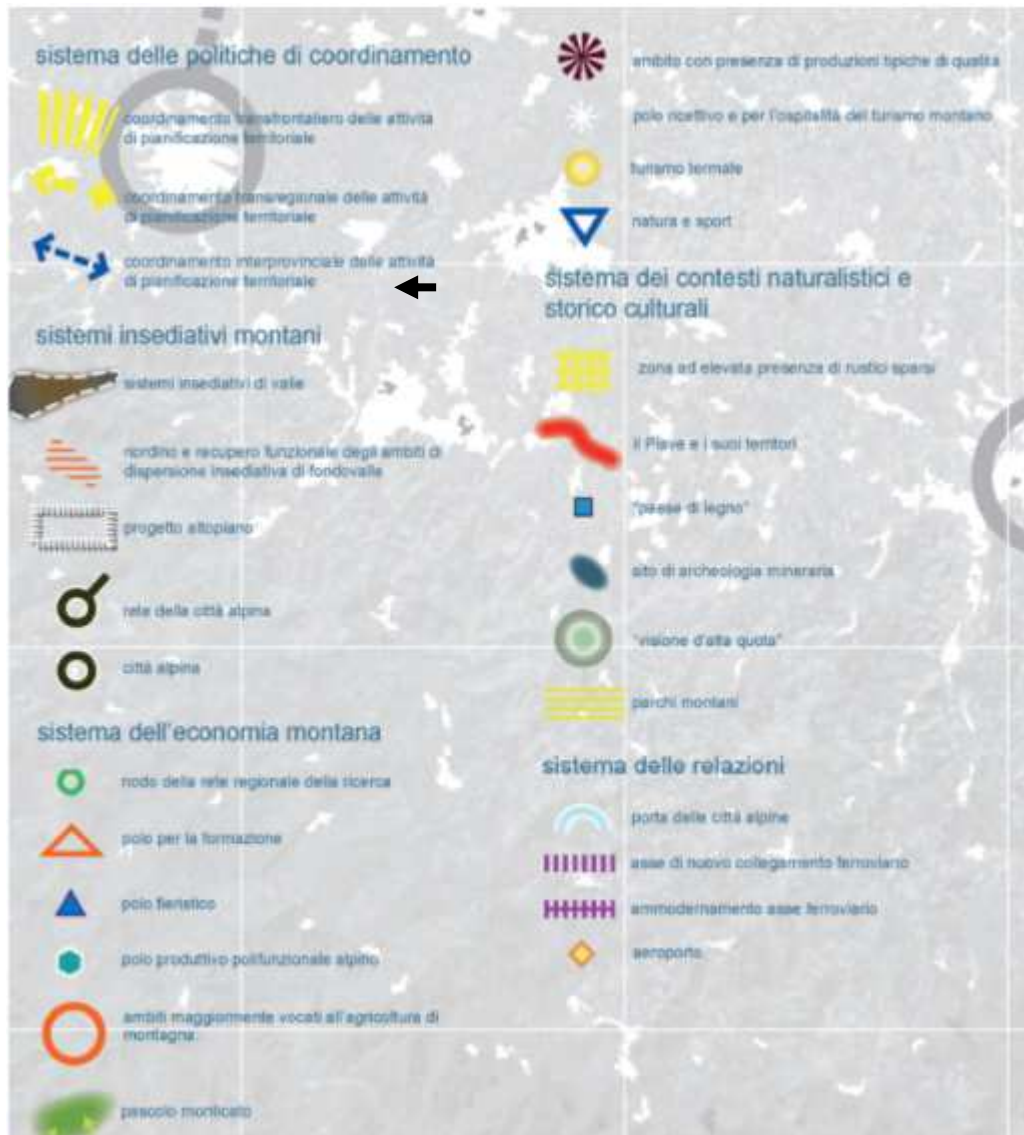 sistema delle politiche di coordinamento
coordinamento transfrontaliero delle attività
di pianificazione territoriale
coordinamento transregionale delle attività
di pianificazione territoriale
coordinamento interprovinciale delle attività
di pianificazione territoriale
sistemi insediativi montani
sistemi insediativi di valle
riordino e recupero funzionale degli ambiti di
dispersione insediativa di fondovalle
progetto altopiano
rete della città alpina
città alpina
sistema dell'economia montana
nodo della rete regionale della ricerca
polo per la formazione
polo fieristico
polo produttivo polifunzionale alpino
ambiti maggiormente vocati all'agricoltura di
montagna
pascolo monticato
ambito con presenza di produzioni tipiche di qualità
polo ricettivo e per l'ospitalità del turismo montano
turismo termale
natura e sport
sistema dei contesti naturalistici e
storico culturali
zona ad elevata presenza di rustici sparsi
il Piave e i suoi territori
"paese di legno"
sito di archeologia mineraria
"visione d'alta quota"
parchi montani
sistema delle relazioni
porta delle città alpine
asse di nuovo collegamento ferroviario
ammodernamento asse ferroviario
aeroporto